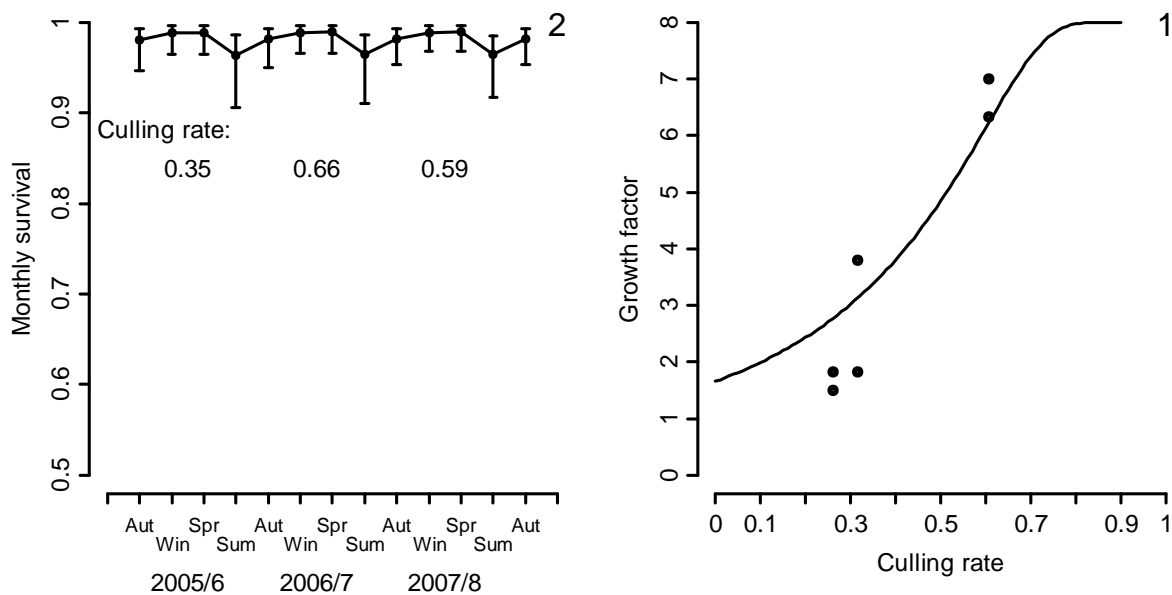 2
1
0.9
0.8
0.7
0.6
0.5
Monthly survival
Culling rate:
0.35 0.66 0.59
Aut Spr Aut Spr Aut Spr Aut
Win Sum Win Sum Win Sum
2005/6 2006/7 2007/8
1
8
7
6
5
4
3
2
1
0
Growth factor
0 0.1 0.3 0.5 0.7 0.9 1
Culling rate